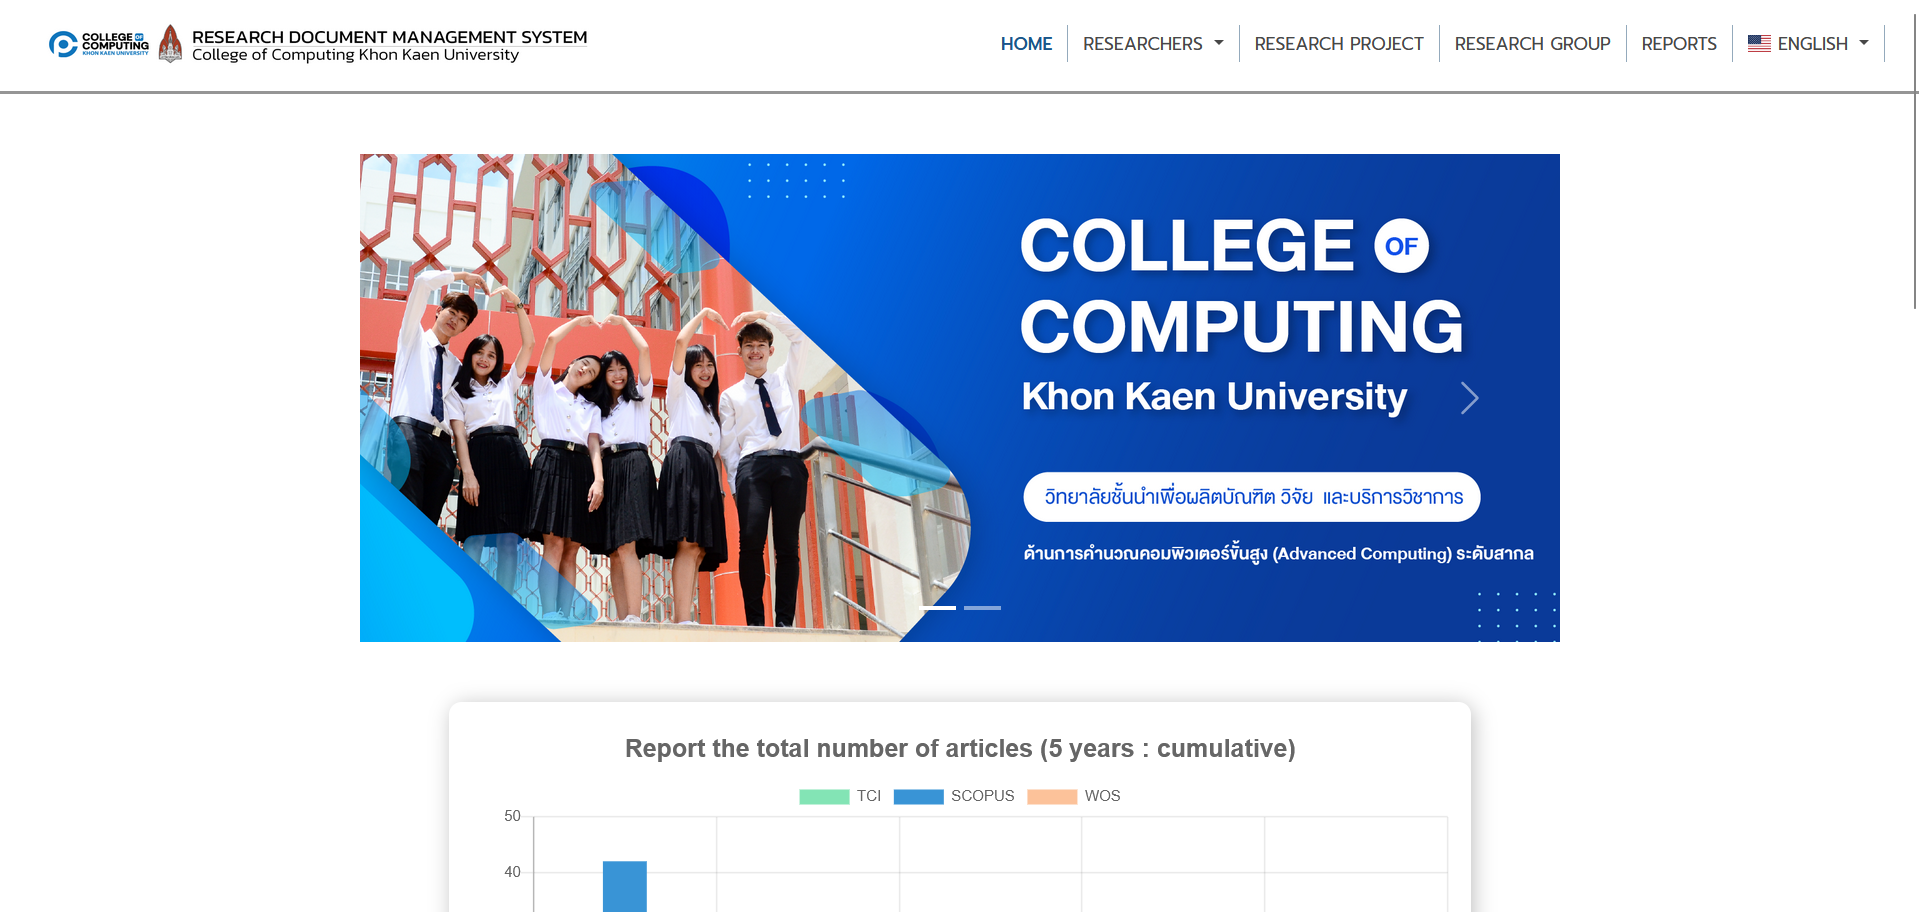 COLLEGE OF
COMPUTING
KHON KAEN UNIVERSITY
RESEARCH DOCUMENT MANAGEMENT SYSTEM
College of Computing Khon Kaen University
HOME
RESEARCHERS
RESEARCH PROJECT
RESEARCH GROUP
REPORTS
ENGLISH
COLLEGE OF
COMPUTING
Khon Kaen University
วิทยาลัยชั้นนำเพื่อผลิตบัณฑิต วิจัย และบริการวิชาการ
ด้านการคำนวณคอมพิวเตอร์ขั้นสูง (Advanced Computing) ระดับสากล
Report the total number of articles (5 years : cumulative)
TCI
SCOPUS
WOS
50
40